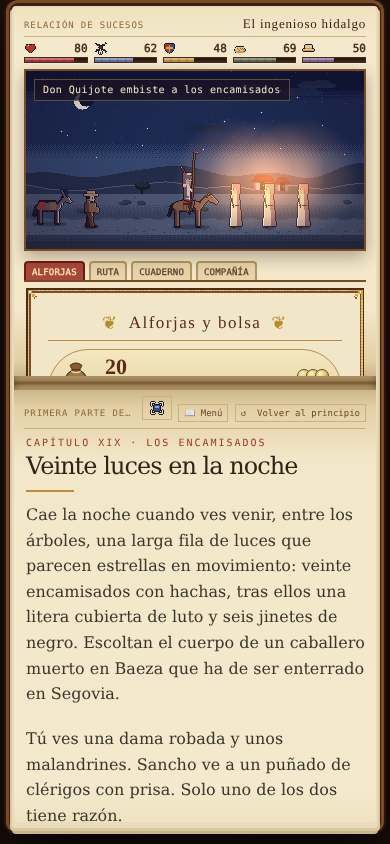 RELACIÓN DE SUCESOS
El ingenioso hidalgo
80 62 48 69 50
Don Quijote embiste a los encamisados
ALFORJAS RUTA CUADERNO COMPAÑÍA
Alforjas y bolsa
20
PRIMERA PARTE DE… Menú ↺ Volver al principio
CAPÍTULO XIX · LOS ENCAMISADOS
Veinte luces en la noche
Cae la noche cuando ves venir, entre los
árboles, una larga fila de luces que
parecen estrellas en movimiento: veinte
encamisados con hachas, tras ellos una
litera cubierta de luto y seis jinetes de
negro. Escoltan el cuerpo de un caballero
muerto en Baeza que ha de ser enterrado
en Segovia.
Tú ves una dama robada y unos
malandrines. Sancho ve a un puñado de
clérigos con prisa. Solo uno de los dos
tiene razón.